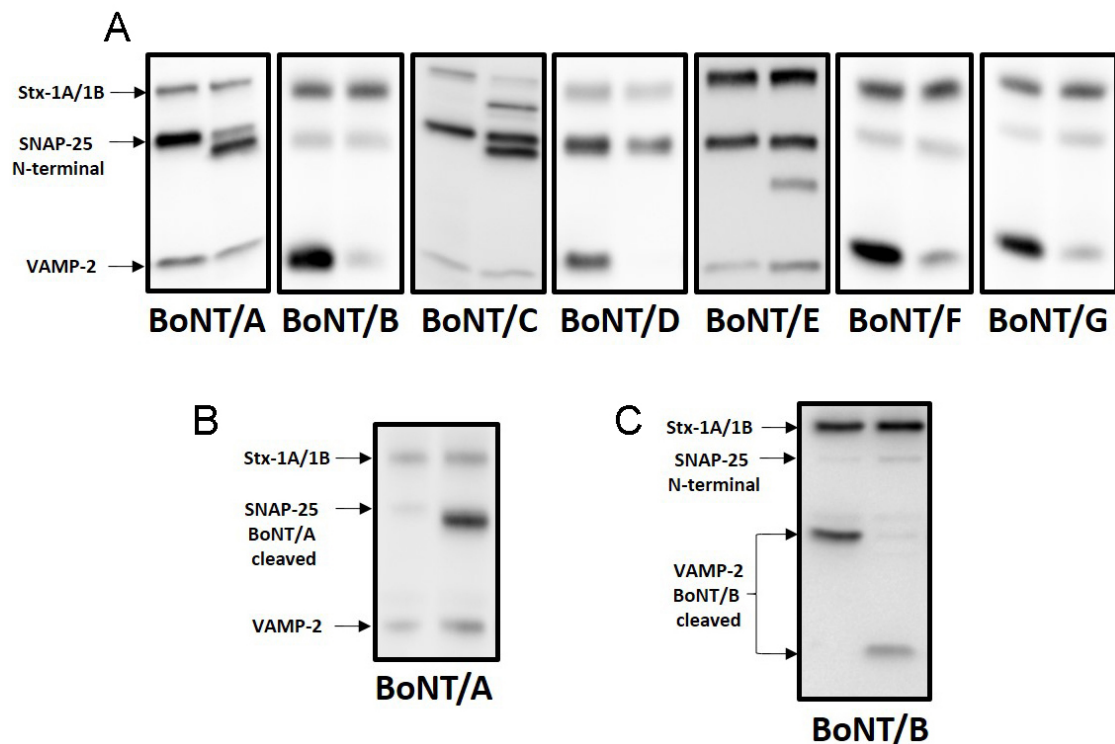 A
Stx-1A/1B
SNAP-25
N-terminal
VAMP-2
BoNT/A
BoNT/B
BoNT/C
BoNT/D
BoNT/E
BoNT/F
BoNT/G
B
Stx-1A/1B
SNAP-25
BoNT/A
cleaved
VAMP-2
BoNT/A
C
Stx-1A/1B
SNAP-25
N-terminal
VAMP-2
BoNT/B
cleaved
BoNT/B